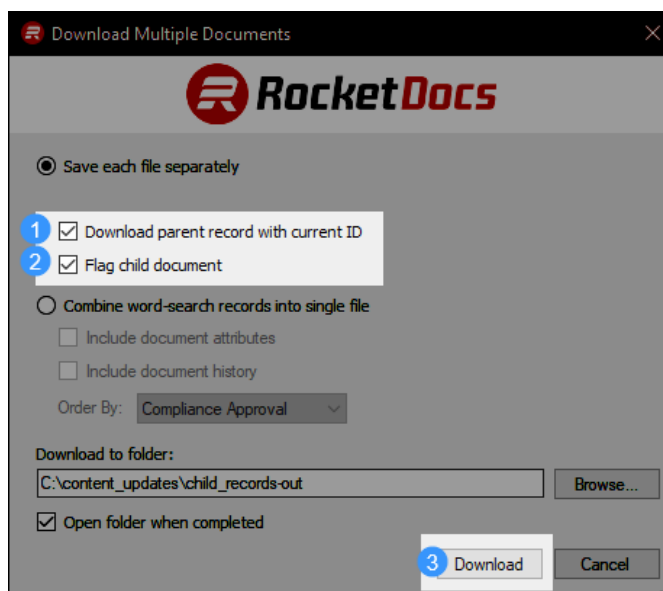 Download Multiple Documents
RocketDocs
Save each file separately
1 Download parent record with current ID
2 Flag child document
Combine word-search records into single file
Include document attributes
Include document history
Order By: Compliance Approval
Download to folder:
C:\content_updates\child_records-out Browse...
Open folder when completed
3 Download Cancel